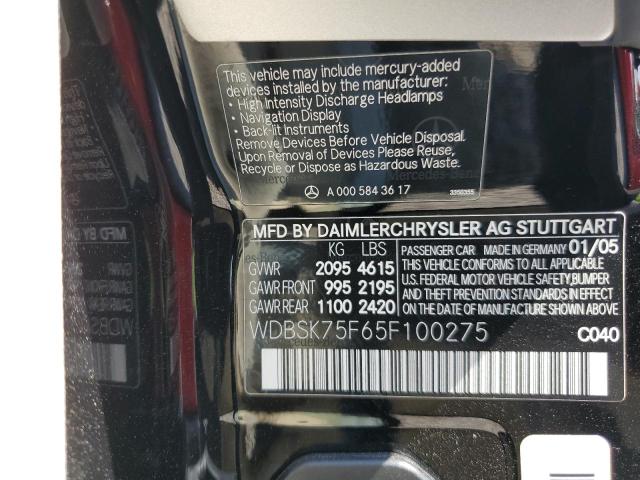 This vehicle may include mercury-added
devices installed by the manufacturer:
• High Intensity Discharge Headlamps
• Navigation Display
• Back-lit Instruments
Remove Devices Before Vehicle Disposal.
Upon Removal of Devices Please Reuse,
Recycle or Dispose as Hazardous Waste.
A 000 584 36 17
MFD BY DAIMLERCHRYSLER AG STUTTGART
KG LBS
GVWR 2095 4615
GAWR FRONT 995 2195
GAWR REAR 1100 2420
PASSENGER CAR MADE IN GERMANY 01/05
THIS VEHICLE CONFORMS TO ALL APPLICABLE
U.S. FEDERAL MOTOR VEHICLE SAFETY,BUMPER
AND THEFT PREVENTION STANDARDS IN EFFECT
ON THE DATE OF MANUFACTURE SHOWN ABOVE
WDBSK75F65F100275
C040